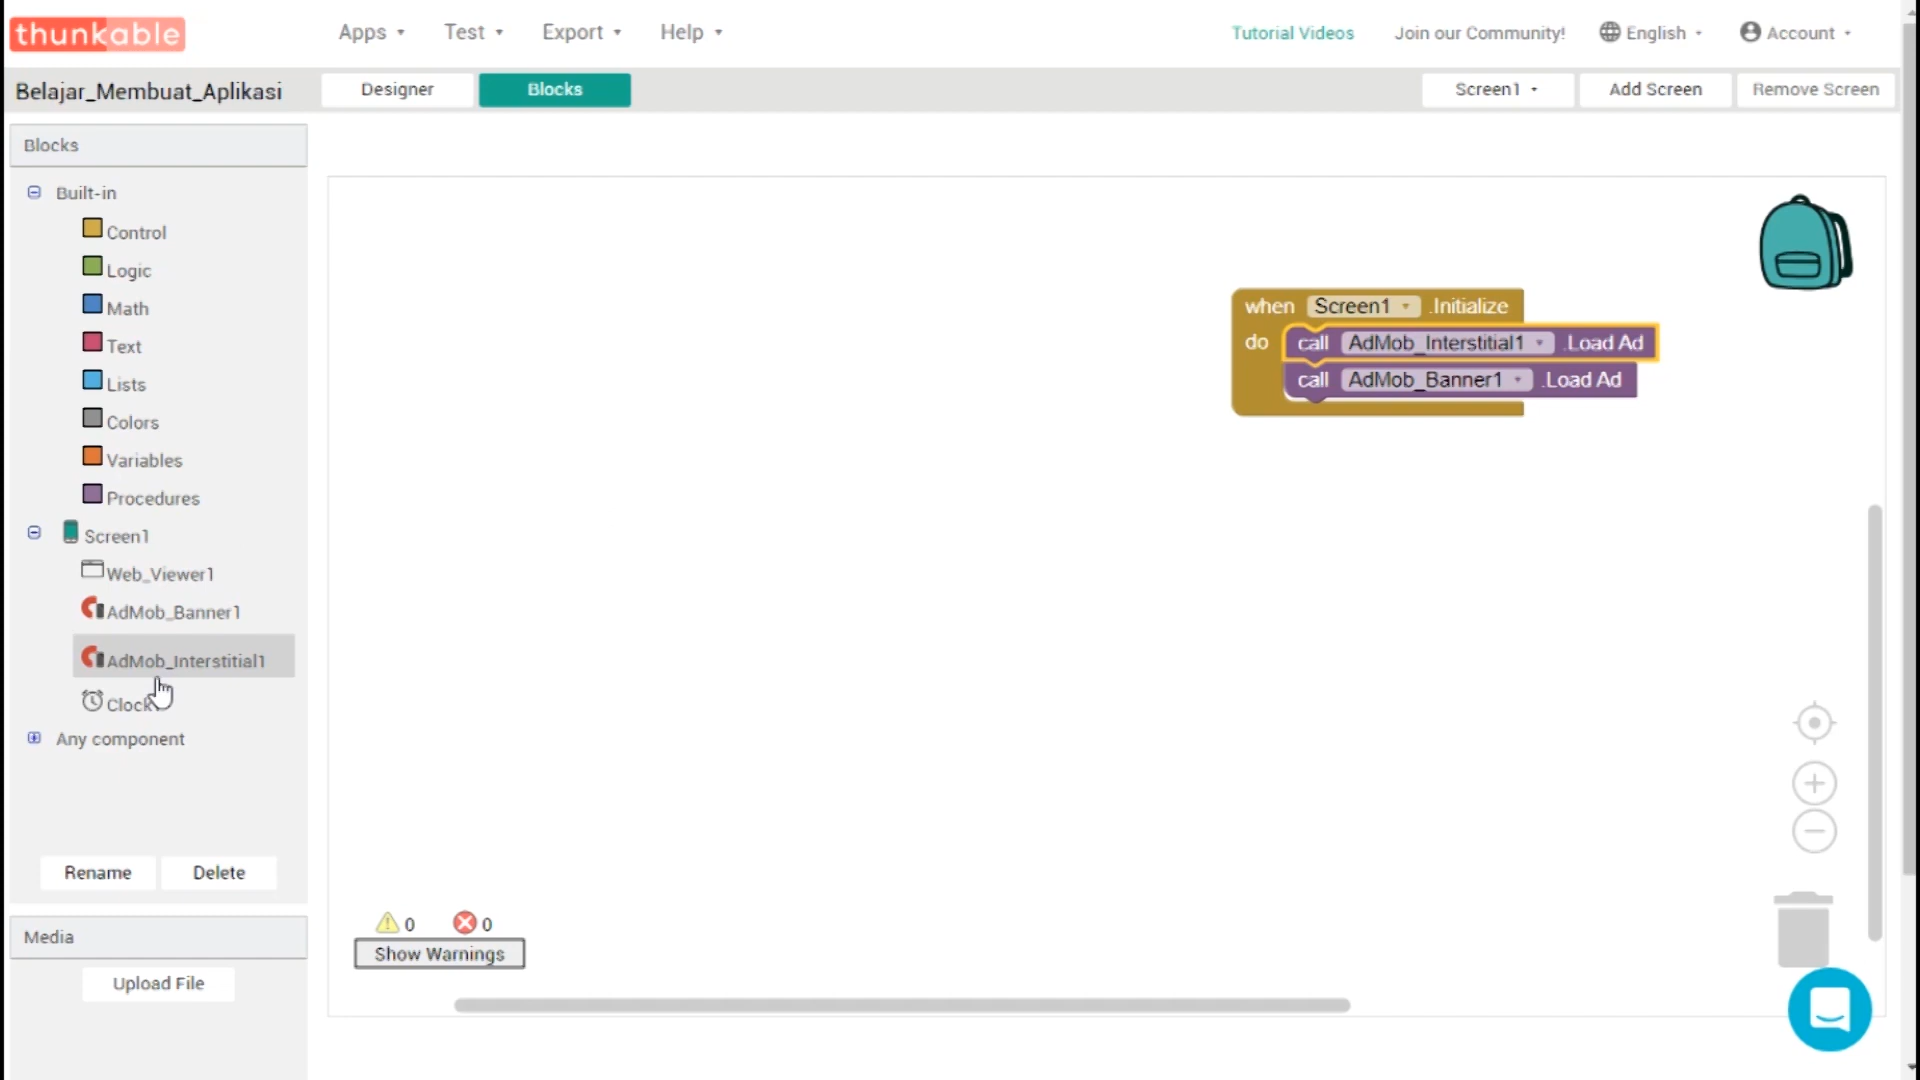 thunkable
Apps
Test
Export
Help
Tutorial Videos
Join our Community!
English
Account
Belajar_Membuat_Aplikasi
Designer
Blocks
Screen1
Add Screen
Remove Screen
Blocks
Built-in
Control
Logic
Math
Text
Lists
Colors
Variables
Procedures
Screen1
Web_Viewer1
AdMob_Banner1
AdMob_Interstitial1
Clock
Any component
Rename
Delete
Media
Upload File
when Screen1 .Initialize
do call AdMob_Interstitial1 .Load Ad
call AdMob_Banner1 .Load Ad
0 0
Show Warnings